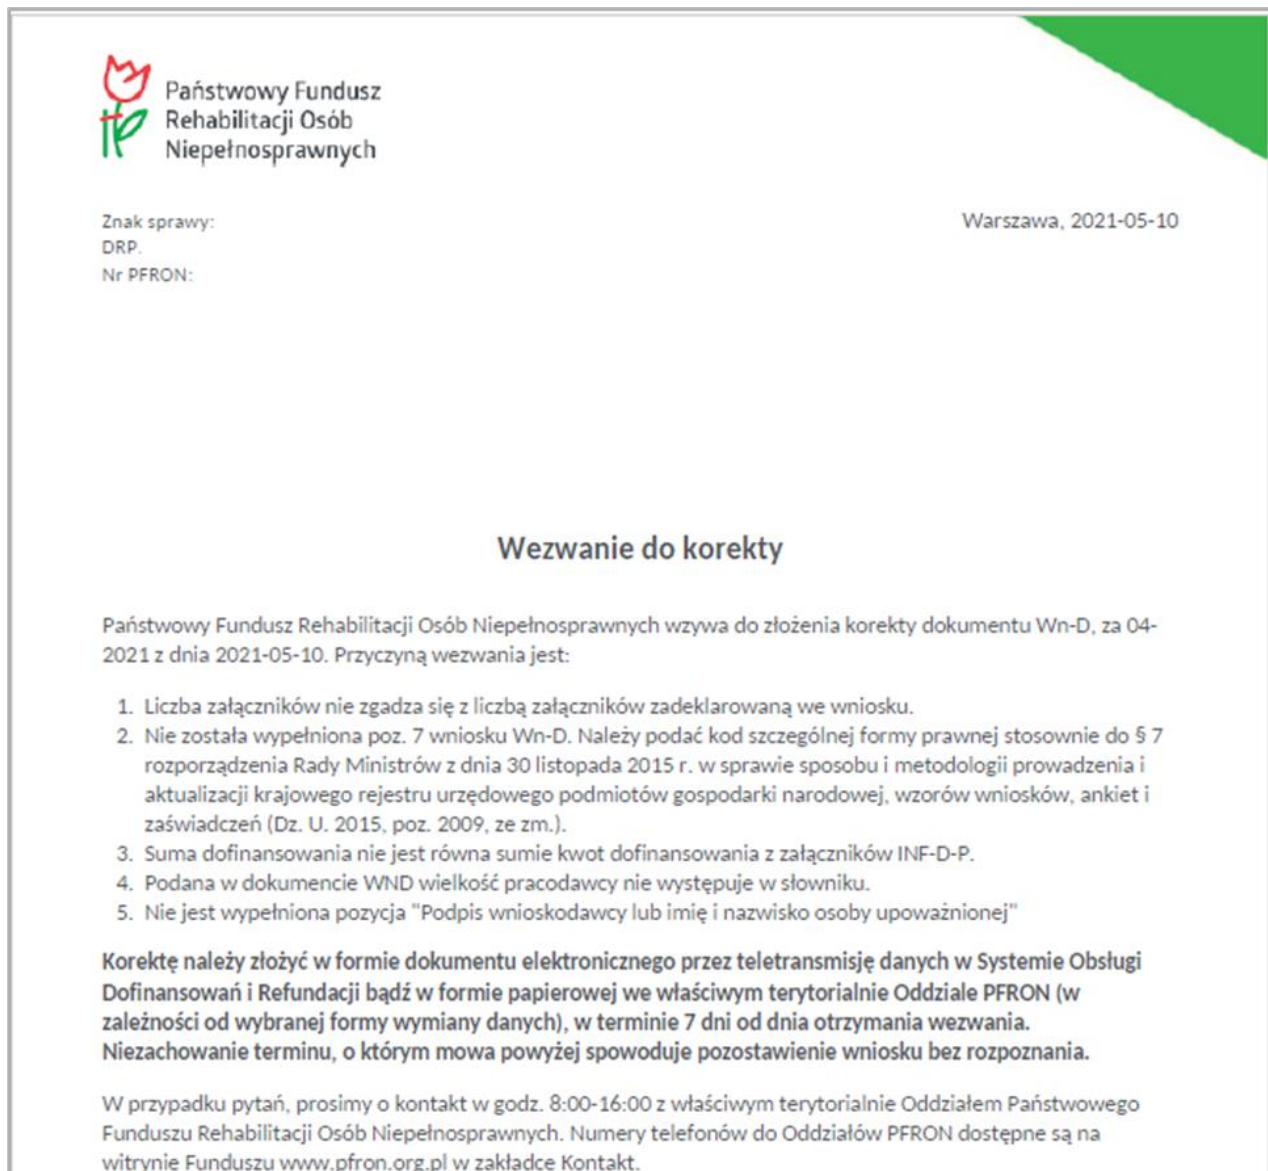 Państwowy Fundusz
Rehabilitacji Osób
Niepełnosprawnych
Znak sprawy:
Warszawa, 2021-05-10
DRP.
Nr PFRON:
Wezwanie do korekty
Państwowy Fundusz Rehabilitacji Osób Niepełnosprawnych wzywa do złożenia korekty dokumentu Wn-D, za 04-
2021 z dnia 2021-05-10. Przyczyną wezwania jest:
1. Liczba załączników nie zgadza się z liczbą załączników zadeklarowaną we wniosku.
2. Nie została wypełniona poz. 7 wniosku Wn-D. Należy podać kod szczególnej formy prawnej stosownie do § 7
rozporządzenia Rady Ministrów z dnia 30 listopada 2015 r. w sprawie sposobu i metodologii prowadzenia i
aktualizacji krajowego rejestru urzędowego podmiotów gospodarki narodowej, wzorów wniosków, ankiet i
zaświadczeń (Dz. U. 2015, poz. 2009, ze zm.).
3. Suma dofinansowania nie jest równa sumie kwot dofinansowania z załączników INF-D-P.
4. Podana w dokumencie WND wielkość pracodawcy nie występuje w słowniku.
5. Nie jest wypełniona pozycja "Podpis wnioskodawcy lub imię i nazwisko osoby upoważnionej"
Korektę należy złożyć w formie dokumentu elektronicznego przez teletransmisję danych w Systemie Obsługi
Dofinansowań i Refundacji bądź w formie papierowej we właściwym terytorialnie Oddziale PFRON (w
zależności od wybranej formy wymiany danych), w terminie 7 dni od dnia otrzymania wezwania.
Niezachowanie terminu, o którym mowa powyżej spowoduje pozostawienie wniosku bez rozpoznania.
W przypadku pytań, prosimy o kontakt w godz. 8:00-16:00 z właściwym terytorialnie Oddziałem Państwowego
Funduszu Rehabilitacji Osób Niepełnosprawnych. Numery telefonów do Oddziałów PFRON dostępne są na
witrynie Funduszu www.pfron.org.pl w zakładce Kontakt.